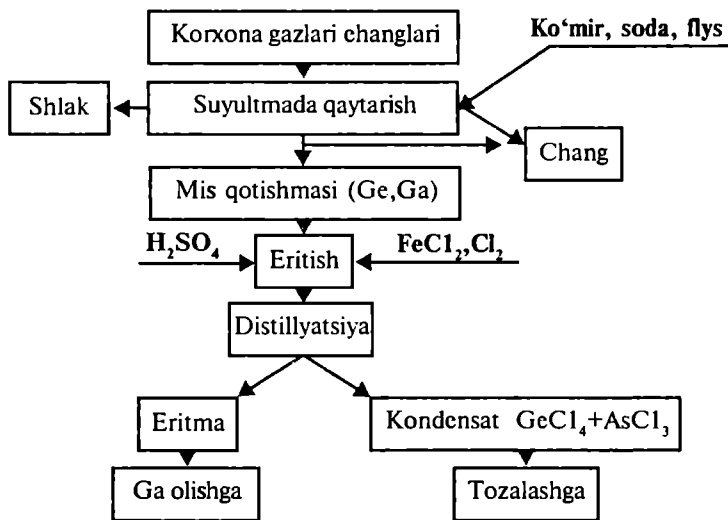 Korxona gazlari changlari
Ko‘mir, soda, flys
Shlak
Suyultmada qaytarish
Chang
Mis qotishmasi (Ge,Ga)
H₂SO₄
Eritish
FeCl₂,Cl₂
Distillyatsiya
Eritma
Kondensat GeCl₄+AsCl₃
Ga olishga
Tozalashga